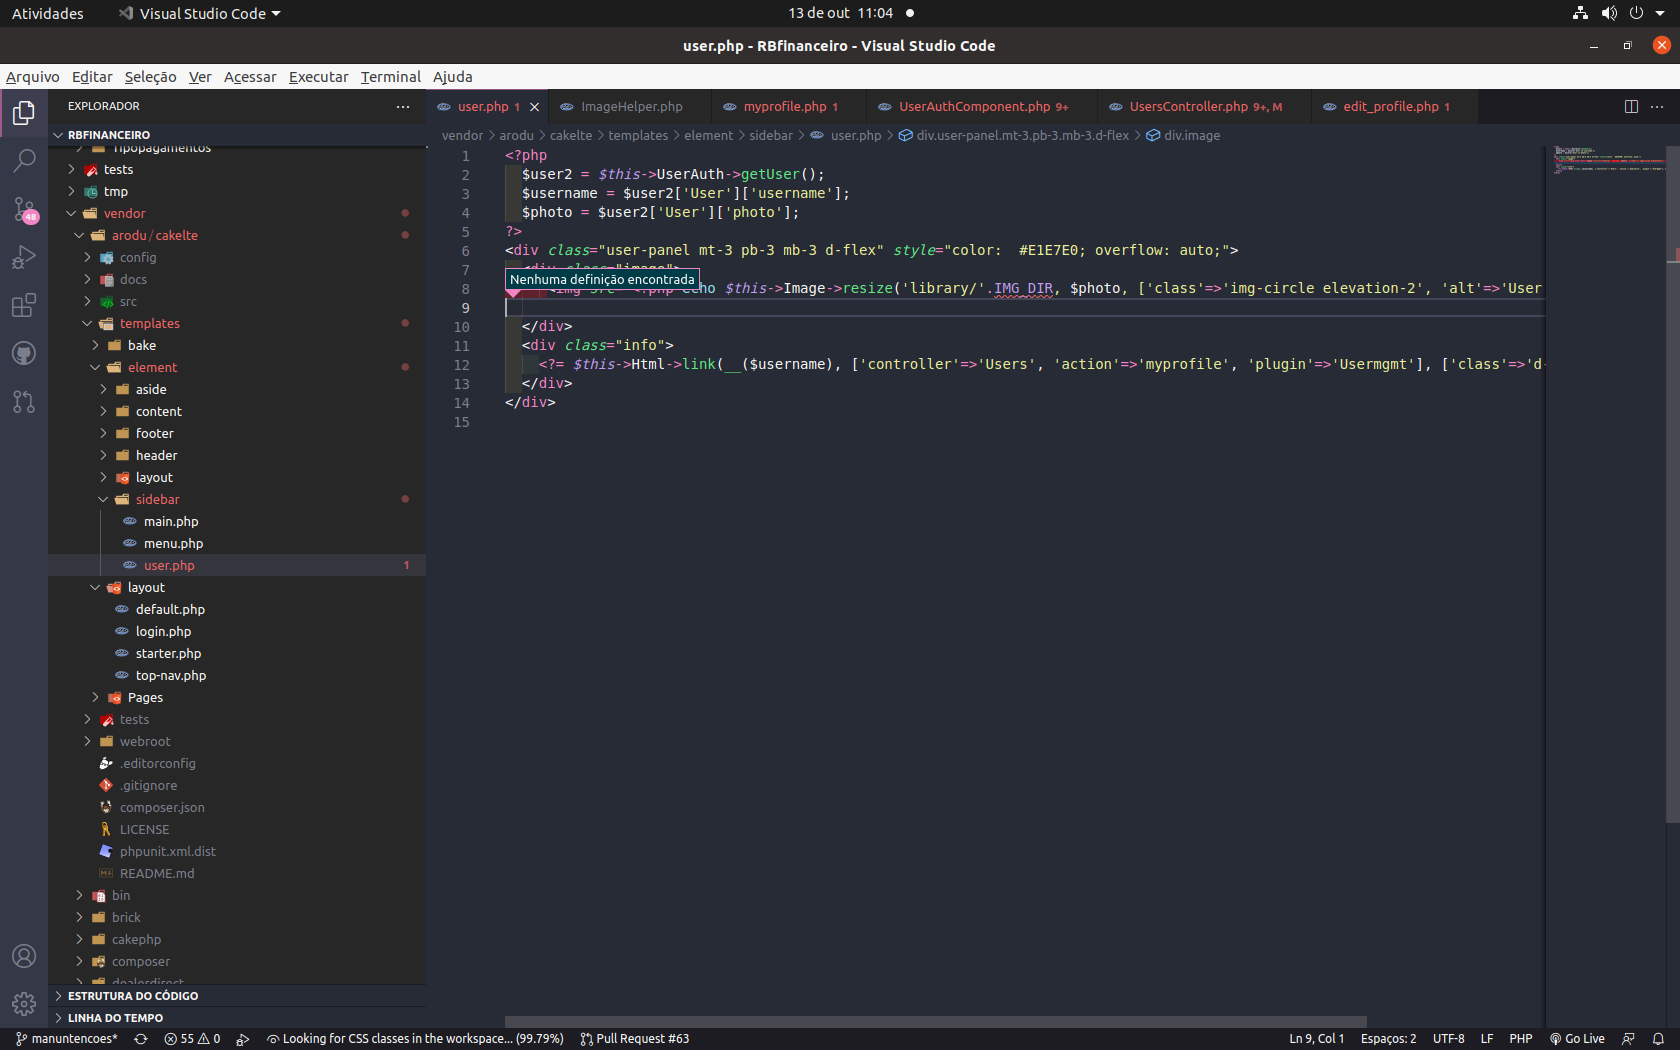 Atividades
Visual Studio Code
13 de out 11:04
user.php - RBfinanceiro - Visual Studio Code
Arquivo Editar Seleção Ver Acessar Executar Terminal Ajuda
EXPLORADOR
user.php 1
ImageHelper.php
myprofile.php 1
UserAuthComponent.php 9+
UsersController.php 9+, M
edit_profile.php 1
vendor > arodu > cakelte > templates > element > sidebar > user.php > div.user-panel.mt-3.pb-3.mb-3.d-flex > div.image
RBFINANCEIRO
Tipopagamentos
tests
tmp
vendor
arodu / cakelte
config
docs
src
templates
bake
element
aside
content
footer
header
layout
sidebar
main.php
menu.php
user.php 1
layout
default.php
login.php
starter.php
top-nav.php
Pages
tests
webroot
.editorconfig
.gitignore
composer.json
LICENSE
phpunit.xml.dist
README.md
bin
brick
cakephp
composer
dealerdirect
ESTRUTURA DO CÓDIGO
LINHA DO TEMPO
48
1 <?php
2 $user2 = $this->UserAuth->getUser();
3 $username = $user2['User']['username'];
4 $photo = $user2['User']['photo'];
5 ?>
6 <div class="user-panel mt-3 pb-3 mb-3 d-flex" style="color:  #E1E7E0; overflow: auto;">
7 <div class="image">
Nenhuma definição encontrada
8 echo $this->Image->resize('library/'.IMG_DIR, $photo, ['class'=>'img-circle elevation-2', 'alt'=>'User
9
10 </div>
11 <div class="info">
12 <?= $this->Html->link(__($username), ['controller'=>'Users', 'action'=>'myprofile', 'plugin'=>'Usermgmt'], ['class'=>'d-
13 </div>
14 </div>
15
manuntencoes*
55 0
Looking for CSS classes in the workspace... (99.79%)
Pull Request #63
Ln 9, Col 1
Espaços: 2
UTF-8
LF
PHP
Go Live